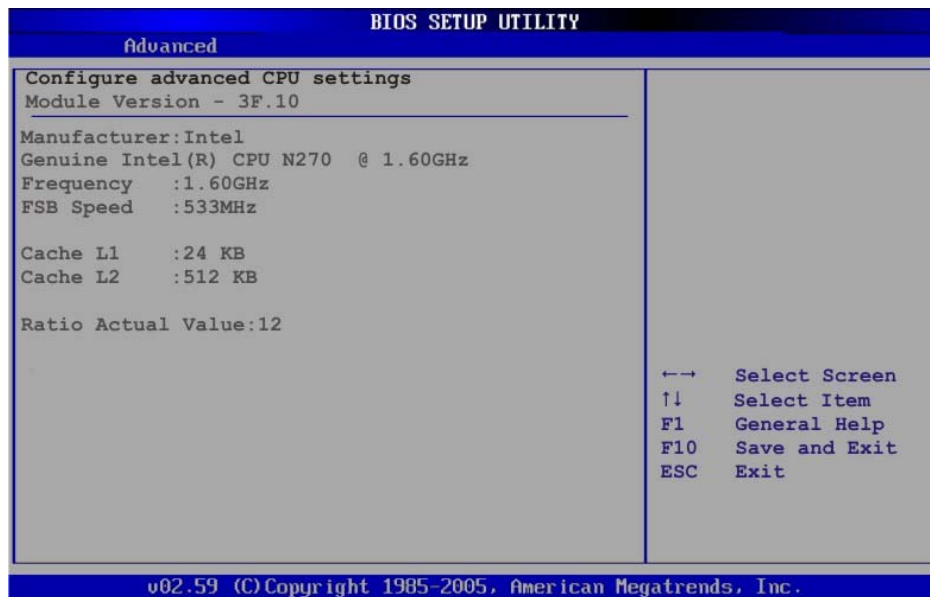 BIOS SETUP UTILITY
Advanced
Configure advanced CPU settings
Module Version - 3F.10
Manufacturer:Intel
Genuine Intel(R) CPU N270 @ 1.60GHz
Frequency :1.60GHz
FSB Speed :533MHz
Cache L1 :24 KB
Cache L2 :512 KB
Ratio Actual Value:12
←→ Select Screen
↑↓ Select Item
F1 General Help
F10 Save and Exit
ESC Exit
v02.59 (C)Copyright 1985-2005, American Megatrends, Inc.